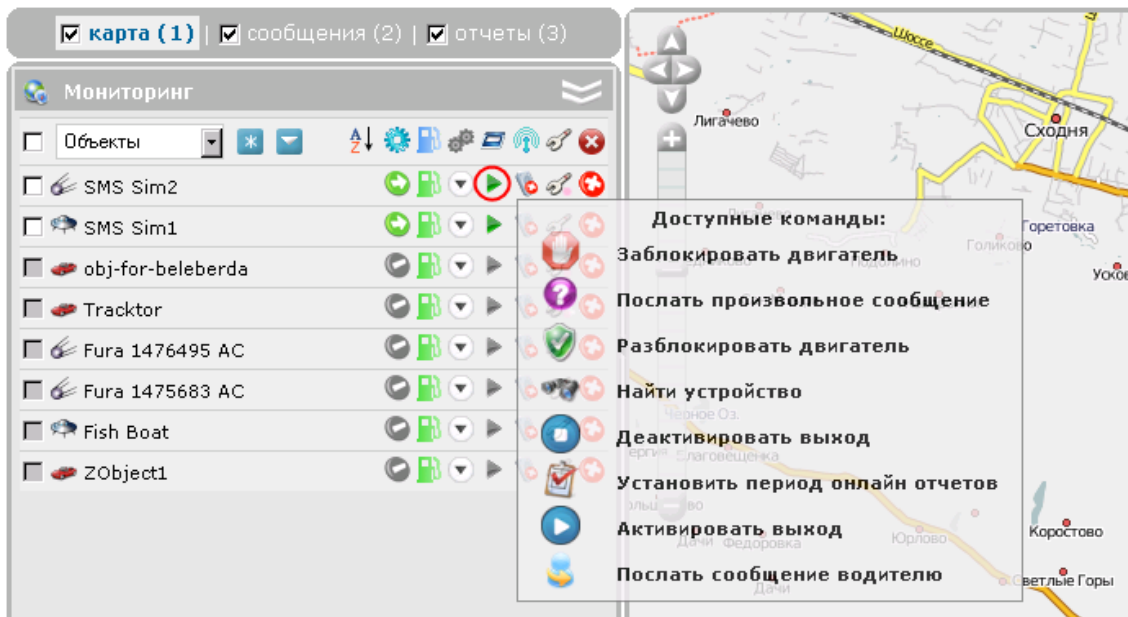 карта (1) | сообщения (2) | отчеты (3)
Мониторинг
Объекты
SMS Sim2
SMS Sim1
obj-for-beleberda
Tracktor
Fura 1476495 AC
Fura 1475683 AC
Fish Boat
ZObject1
Доступные команды:
Заблокировать двигатель
Послать произвольное сообщение
Разблокировать двигатель
Найти устройство
Деактивировать выход
Установить период онлайн отчетов
Активировать выход
Послать сообщение водителю
Шоссе
Лигачево
Сходня
Горетовка
Голиково
Подолино
Усков
Черное Оз.
Благовещенка
Дачи
Федоровка
Юрлово
Коростово
Светлые Горы
Дачи